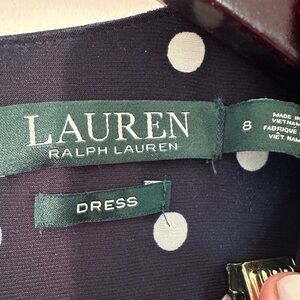 LAUREN
RALPH LAUREN
8
MADE IN
VIETNAM
FABRIQUÉ
VIET NAM
DRESS